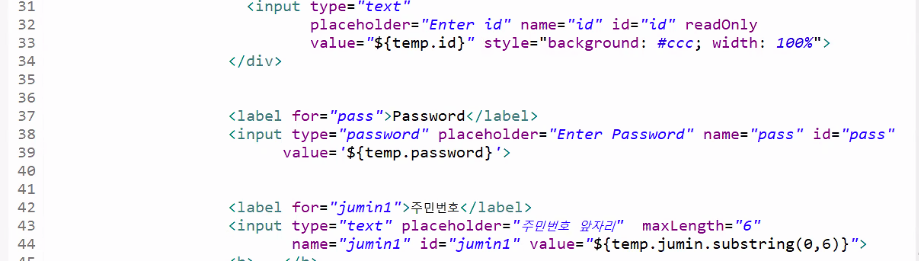 31 <input type="text"
32 placeholder="Enter id" name="id" id="id" readOnly
33 value="${temp.id}" style="background: #ccc; width: 100%">
34 </div>
35
36
37 <label for="pass">Password</label>
38 <input type="password" placeholder="Enter Password" name="pass" id="pass"
39 value='${temp.password}'>
40
41
42 <label for="jumin1">주민번호</label>
43 <input type="text" placeholder="주민번호 앞자리" maxLength="6"
44 name="jumin1" id="jumin1" value="${temp.jumin.substring(0,6)}">